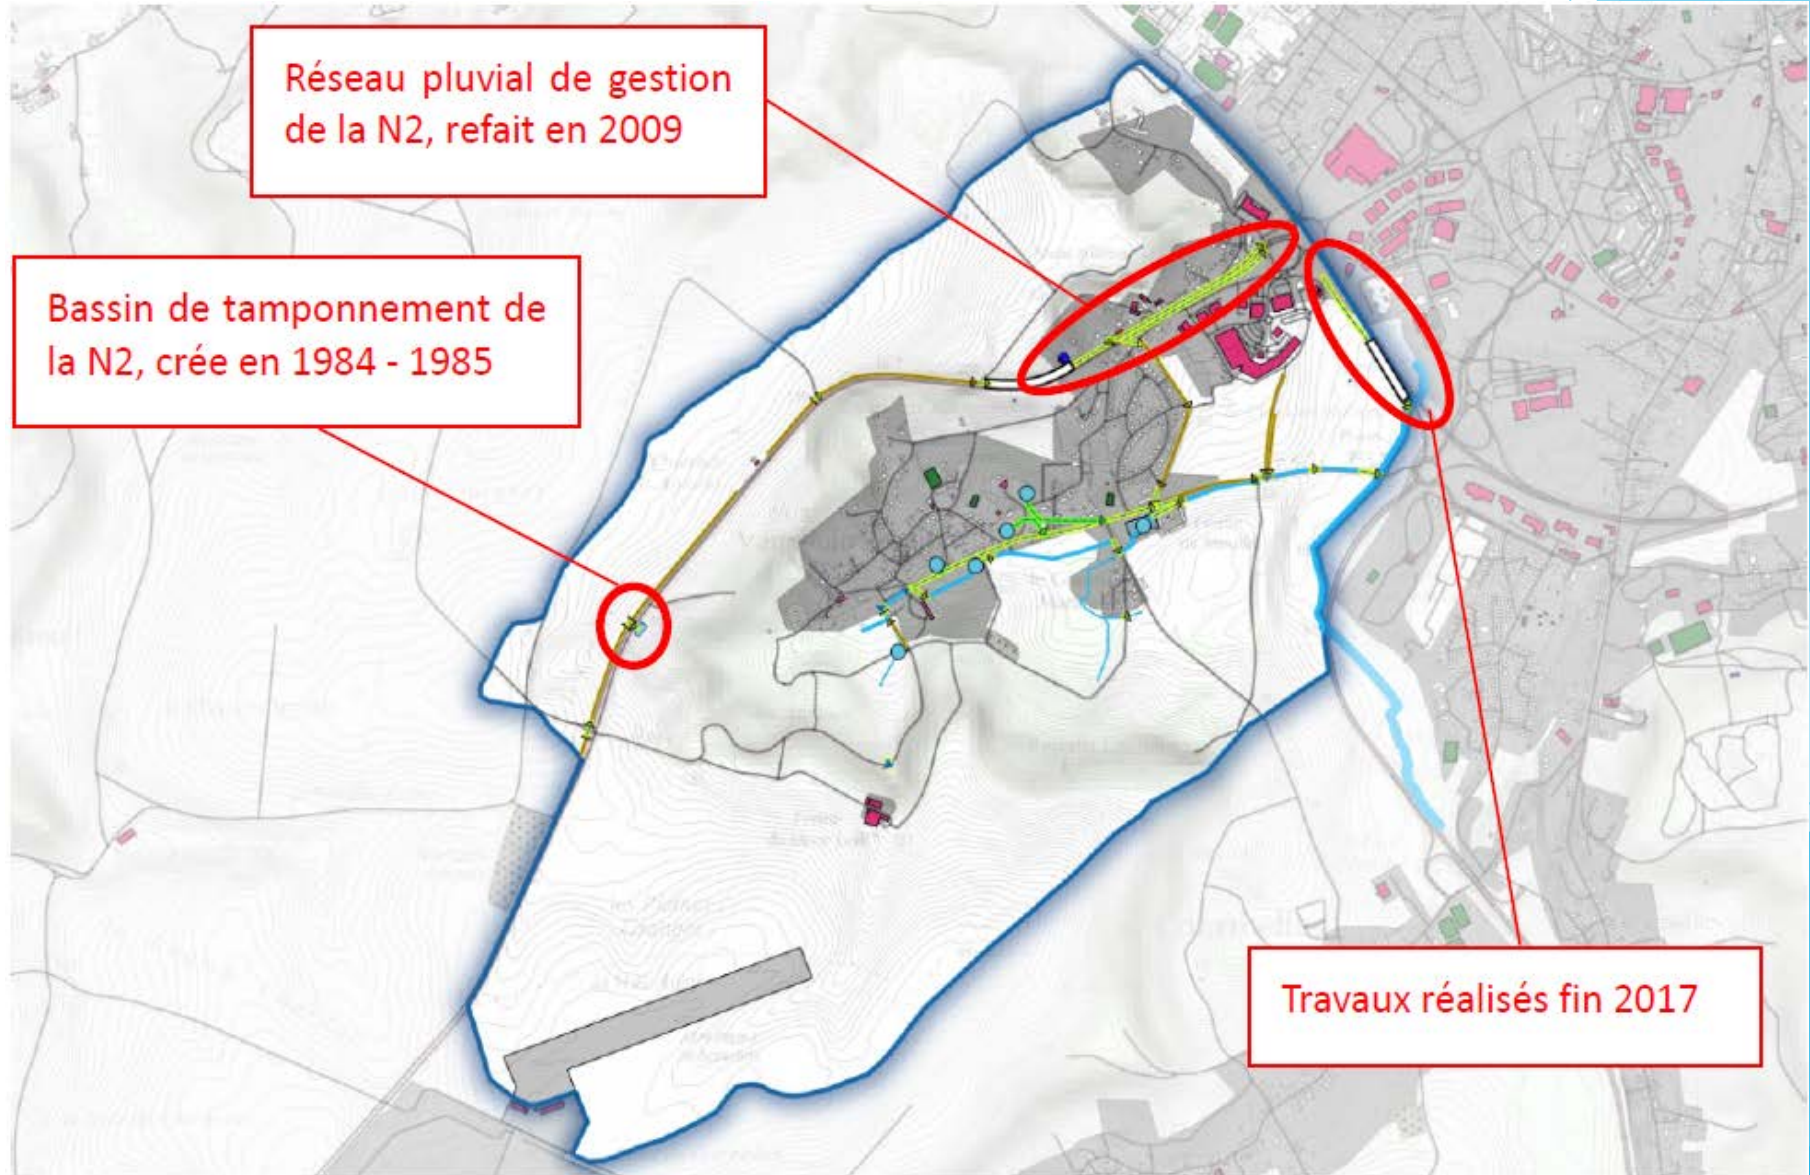 Réseau pluvial de gestion
de la N2, refait en 2009
Bassin de tamponnement de
la N2, crée en 1984 - 1985
Travaux réalisés fin 2017